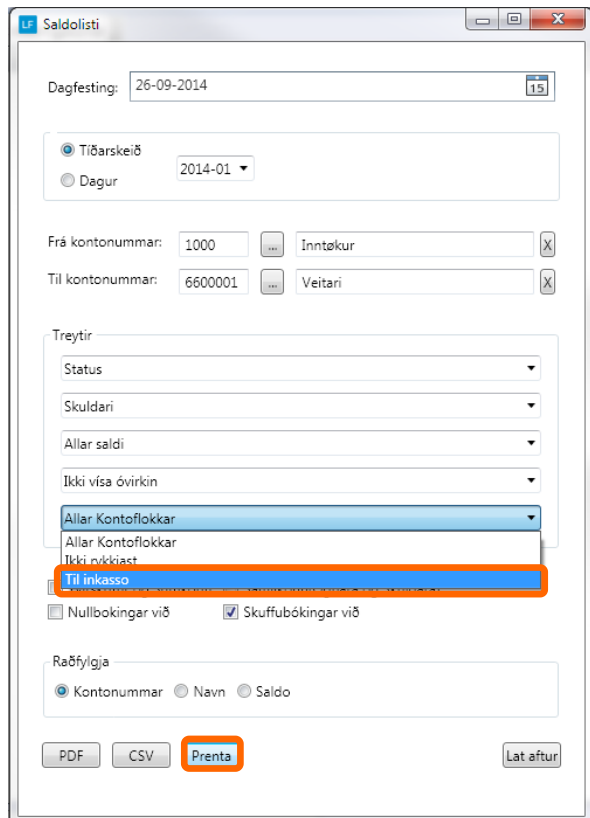 LF Saldolisti
Dagfesting: 26-09-2014 15
Tíðarskeið
Dagur
2014-01
Frá kontonummar: 1000 ... Inntøkur X
Til kontonummar: 6600001 ... Veitari X
Treytir
Status
Skuldari
Allar saldi
Ikki vísa óvirkin
Allar Kontoflokkar
Allar Kontoflokkar
Ikki rykkjast
Til inkasso
Nullbokingar við Skuffubókingar við
Raðfylgja
Kontonummar Navn Saldo
PDF CSV Prenta Lat aftur